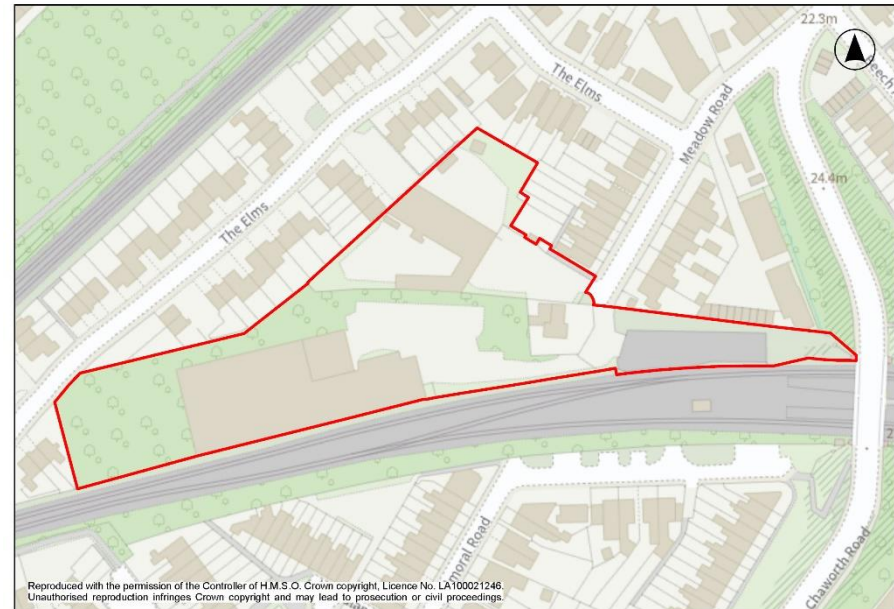 22.3m
The Elms
Meadow Road
24.4m
The Elms
Chaworth Road
Reproduced with the permission of the Controller of H.M.S.O. Crown copyright, Licence No. LA100021246.
Unauthorised reproduction infringes Crown copyright and may lead to prosecution or civil proceedings.